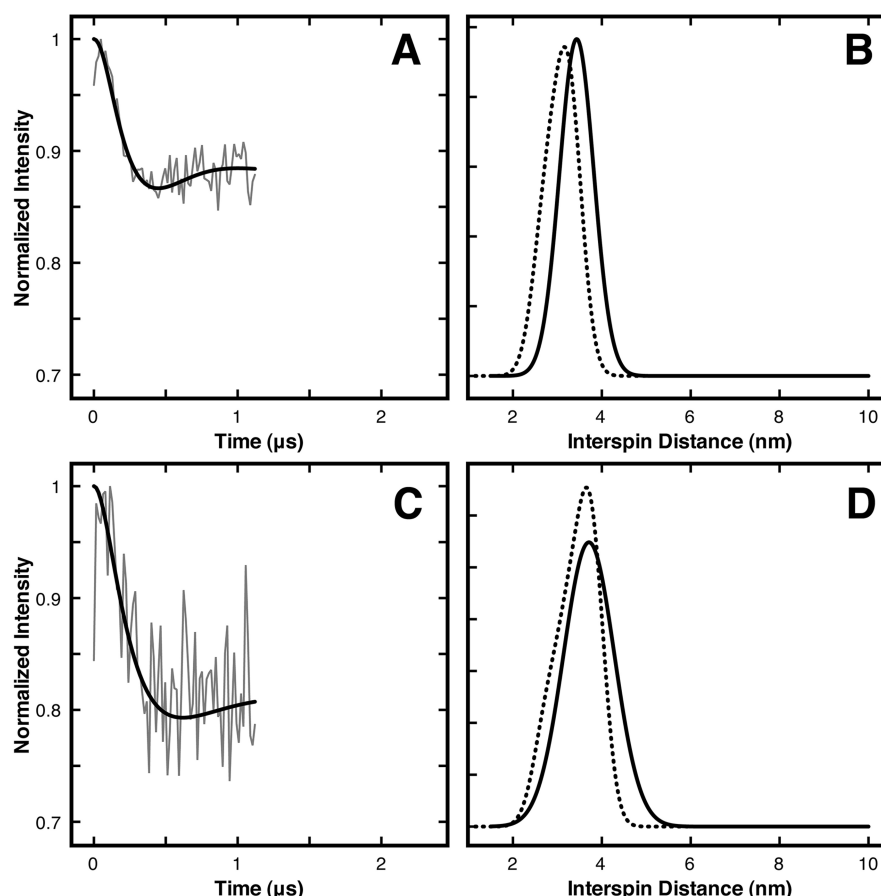 A
Normalized Intensity
1
0.9
0.8
0.7
0 1 2
Time (µs)
B
2 4 6 8 10
Interspin Distance (nm)
C
Normalized Intensity
1
0.9
0.8
0.7
0 1 2
Time (µs)
D
2 4 6 8 10
Interspin Distance (nm)